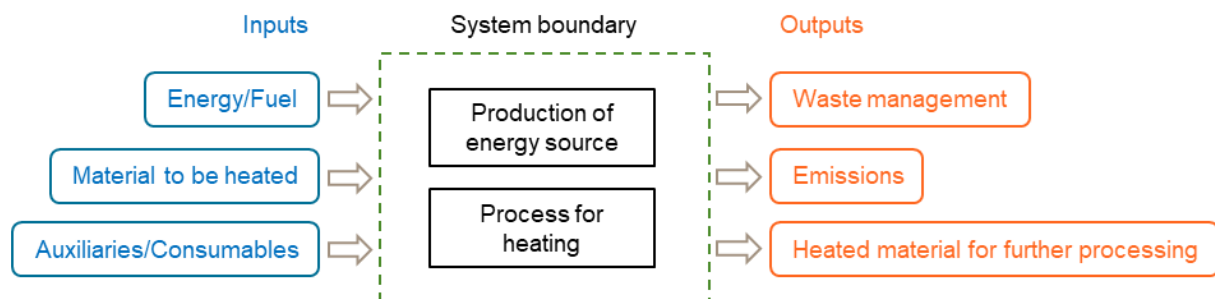 Inputs
System boundary
Outputs
Energy/Fuel
Production of
energy source
Waste management
Material to be heated
Emissions
Process for
heating
Auxiliaries/Consumables
Heated material for further processing